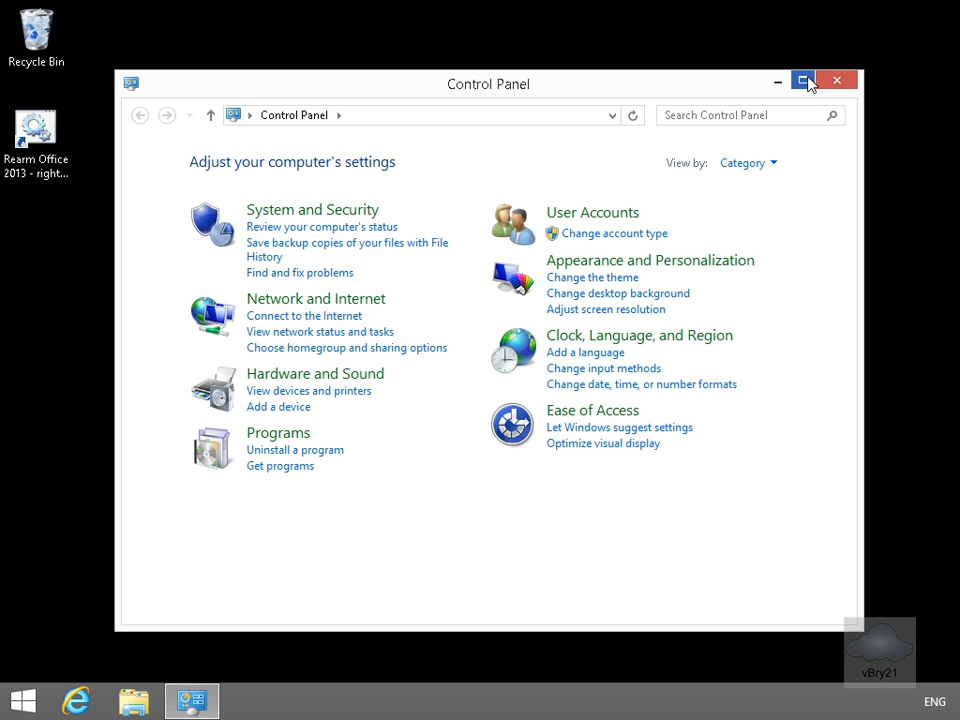 Recycle Bin
Rearm Office
2013 - right...
Control Panel
Control Panel
Search Control Panel
Adjust your computer's settings
View by: Category
System and Security
Review your computer's status
Save backup copies of your files with File
History
Find and fix problems
Network and Internet
Connect to the Internet
View network status and tasks
Choose homegroup and sharing options
Hardware and Sound
View devices and printers
Add a device
Programs
Uninstall a program
Get programs
User Accounts
Change account type
Appearance and Personalization
Change the theme
Change desktop background
Adjust screen resolution
Clock, Language, and Region
Add a language
Change input methods
Change date, time, or number formats
Ease of Access
Let Windows suggest settings
Optimize visual display
vBry21
ENG